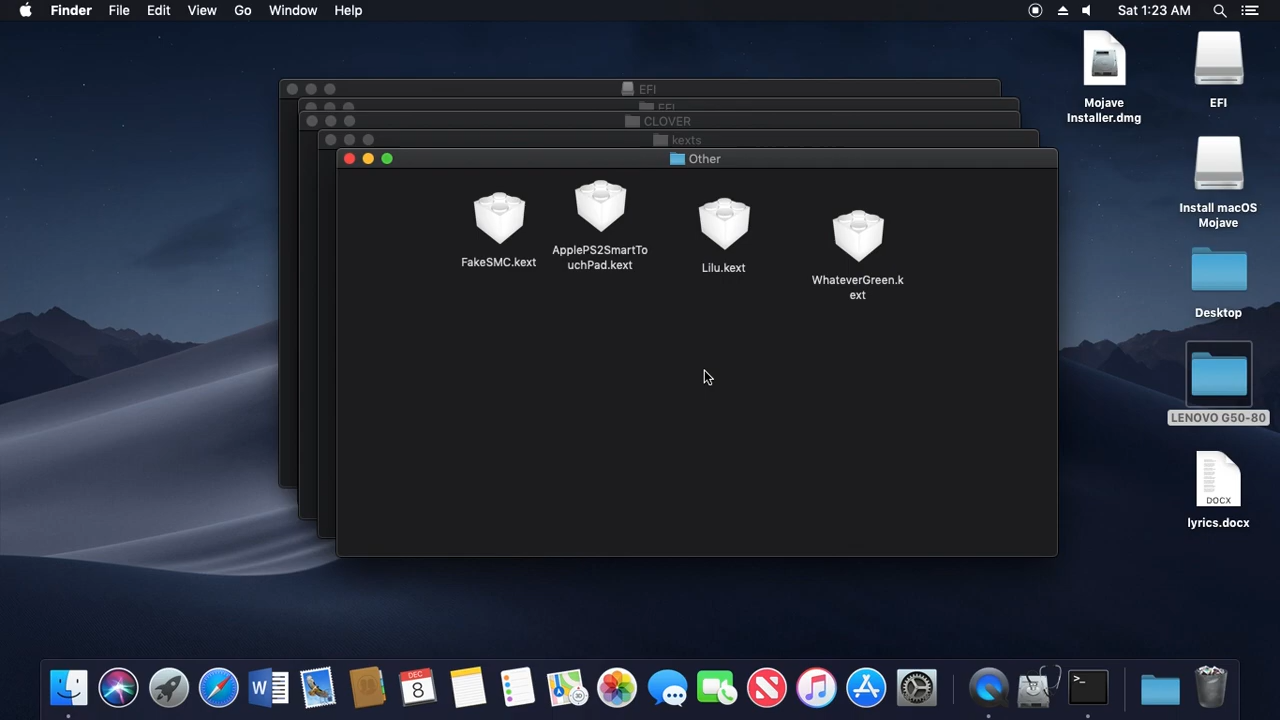 Finder File Edit View Go Window Help Sat 1:23 AM
EFI
EFI
CLOVER
kexts
Other
FakeSMC.kext
ApplePS2SmartTo
uchPad.kext
Lilu.kext
WhateverGreen.k
ext
Mojave
Installer.dmg
EFI
Install macOS
Mojave
Desktop
LENOVO G50-80
DOCX
lyrics.docx
W
DEC
8
>_